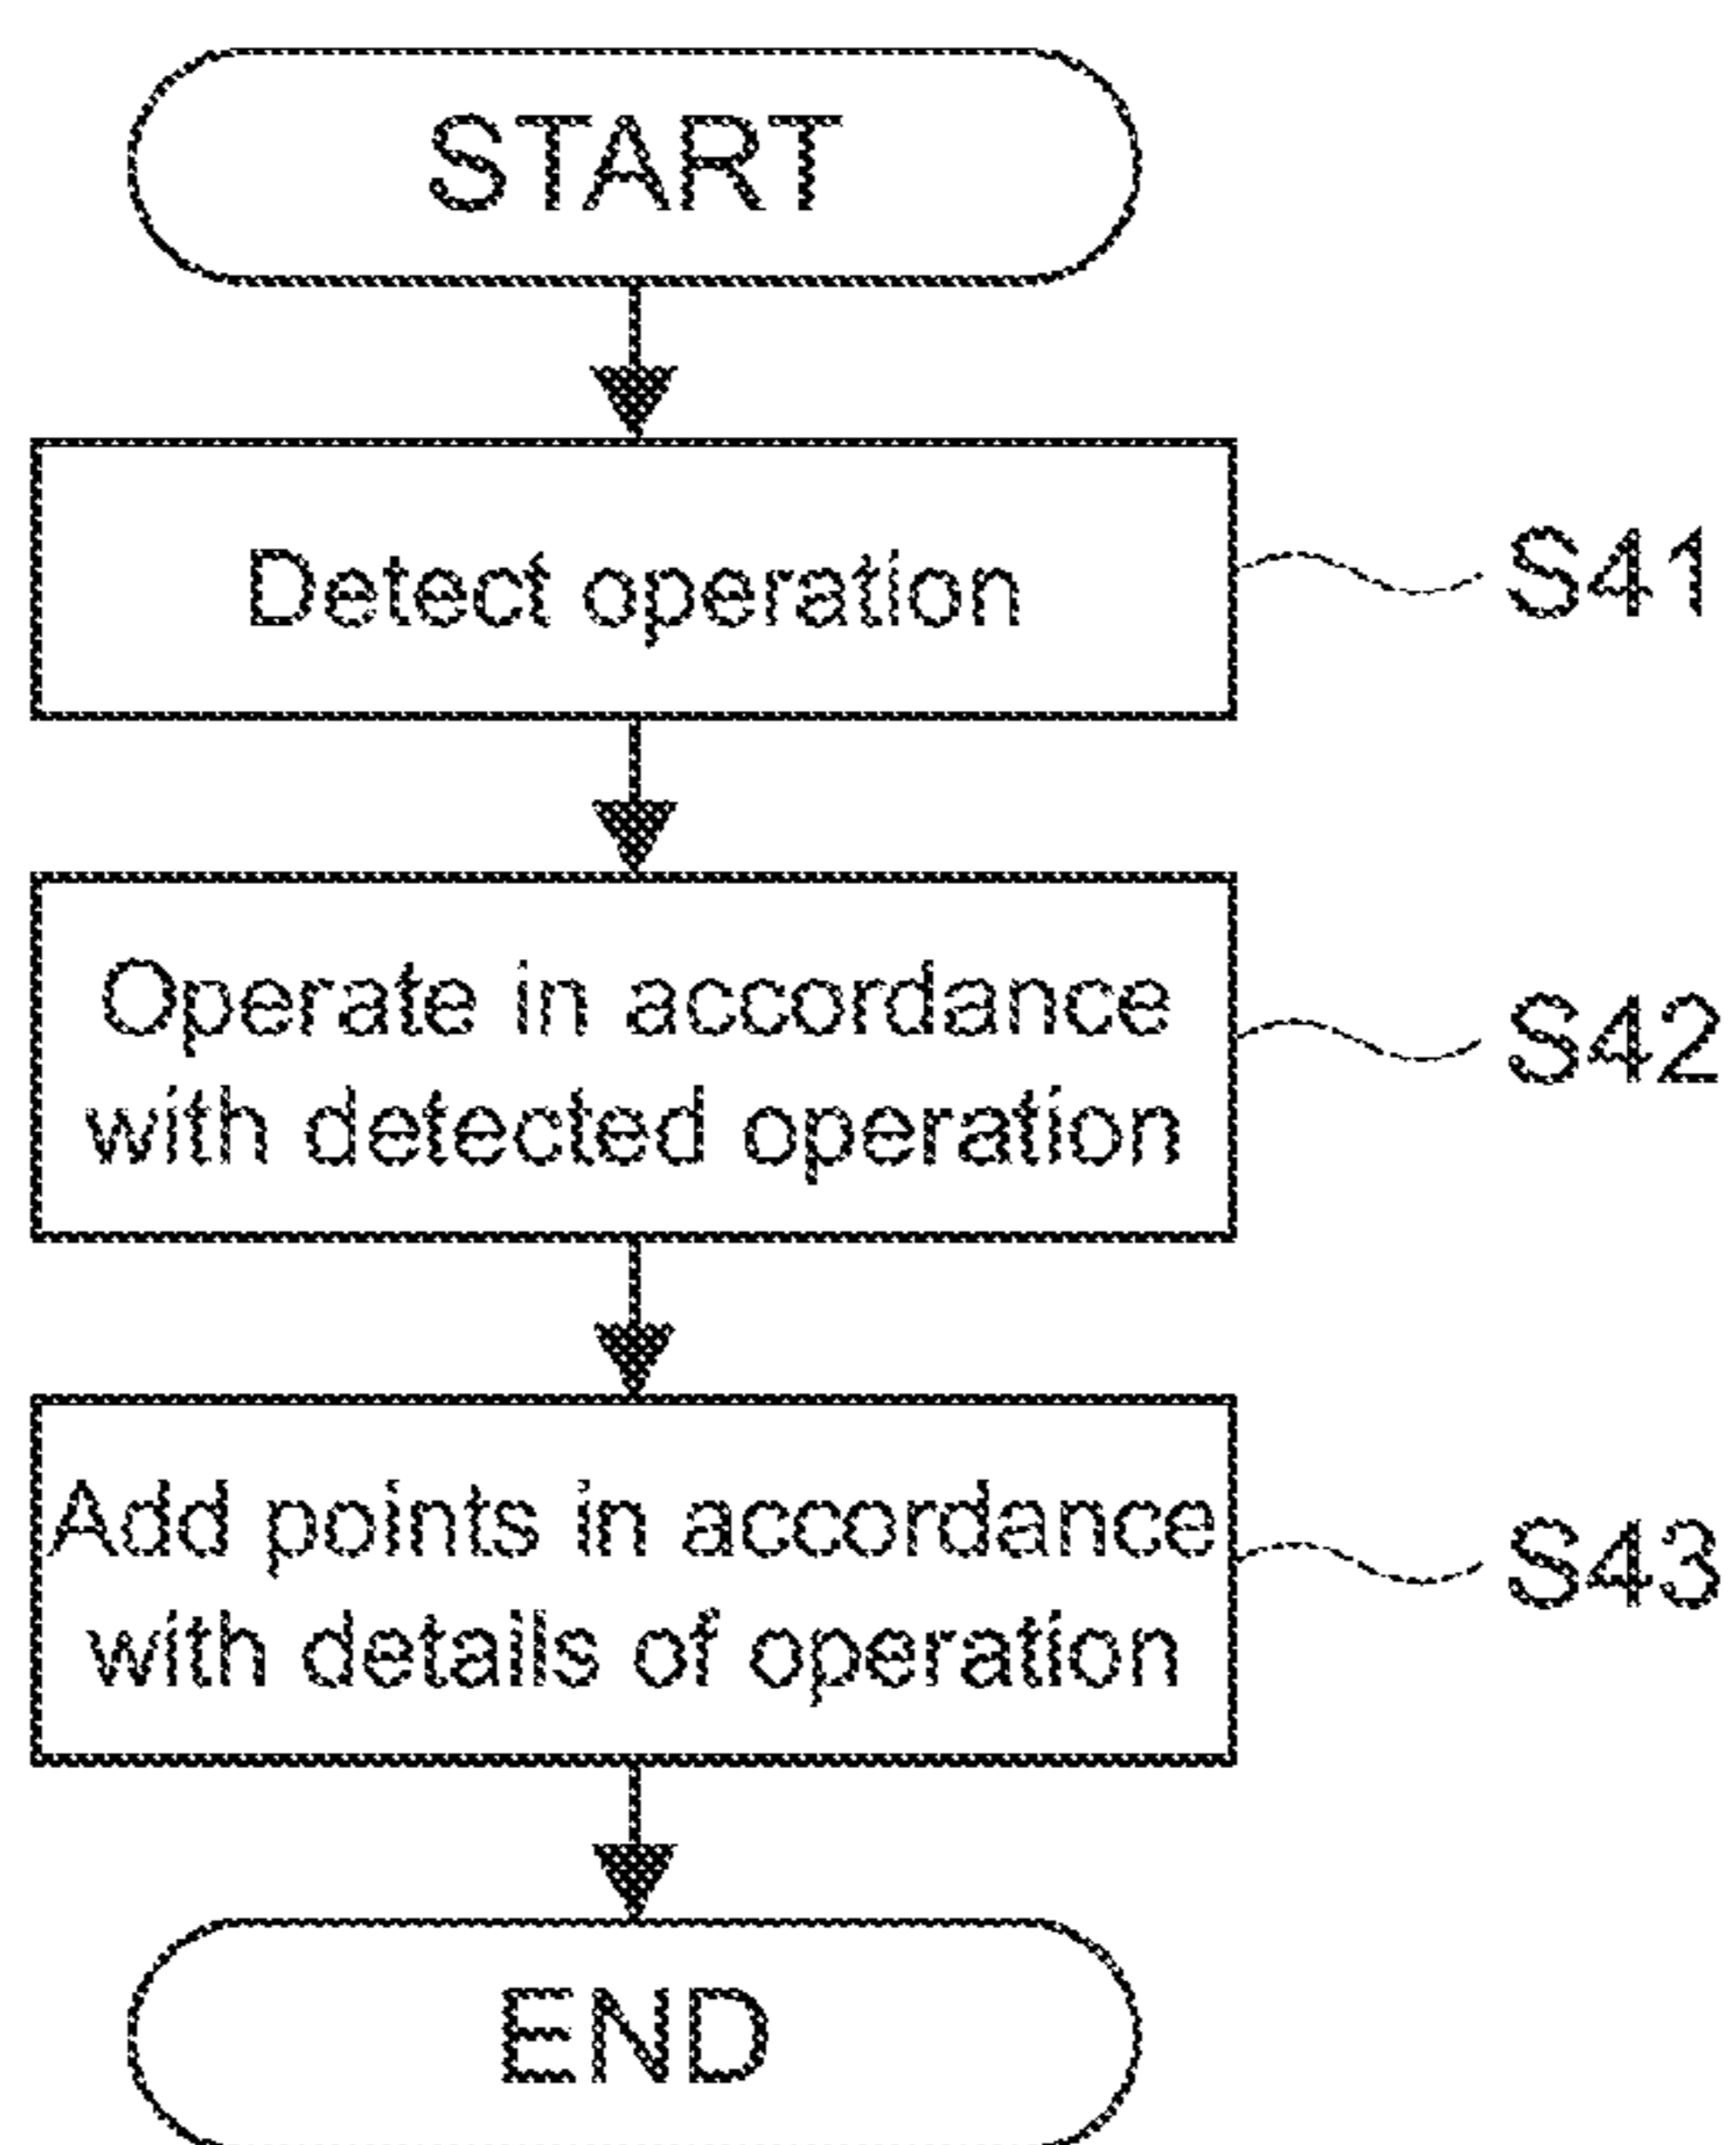 START
Detect operation
S41
Operate in accordance
with detected operation
S42
Add points in accordance
with details of operation
S43
END